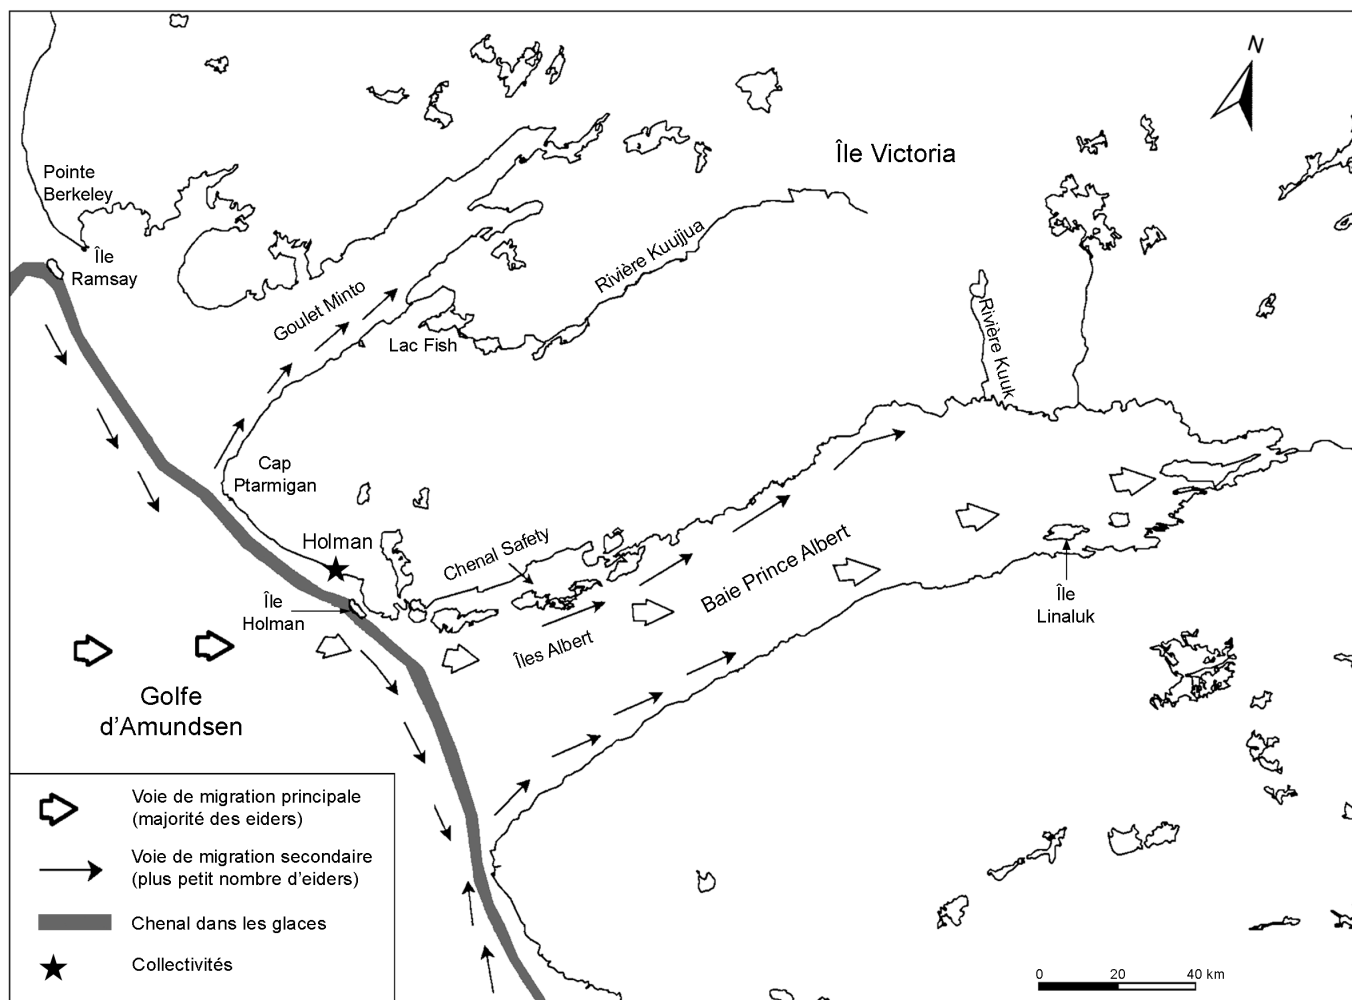 N
Île Victoria
Pointe
Berkeley
Île
Ramsay
Rivière Kuujjua
Goulet Minto
Lac Fish
Rivière Kuuk
Cap
Ptarmigan
Holman
Chenal Safety
Baie Prince Albert
Île
Holman
Île
Linaluk
Îles Albert
Golfe
d'Amundsen
Voie de migration principale
(majorité des eiders)
Voie de migration secondaire
(plus petit nombre d'eiders)
Chenal dans les glaces
Collectivités
0 20 40 km